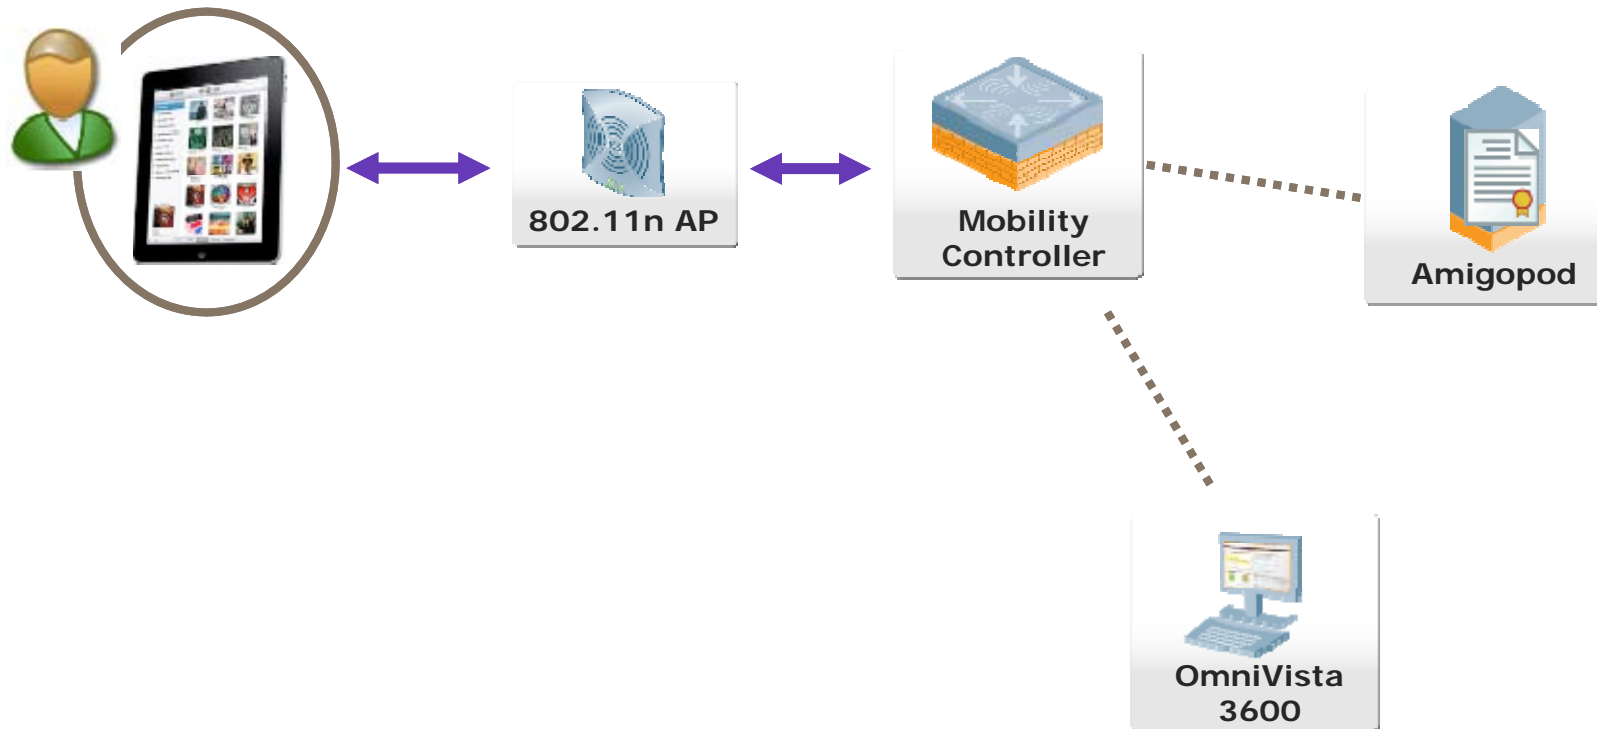 802.11n AP
Mobility
Controller
Amigopod
OmniVista
3600